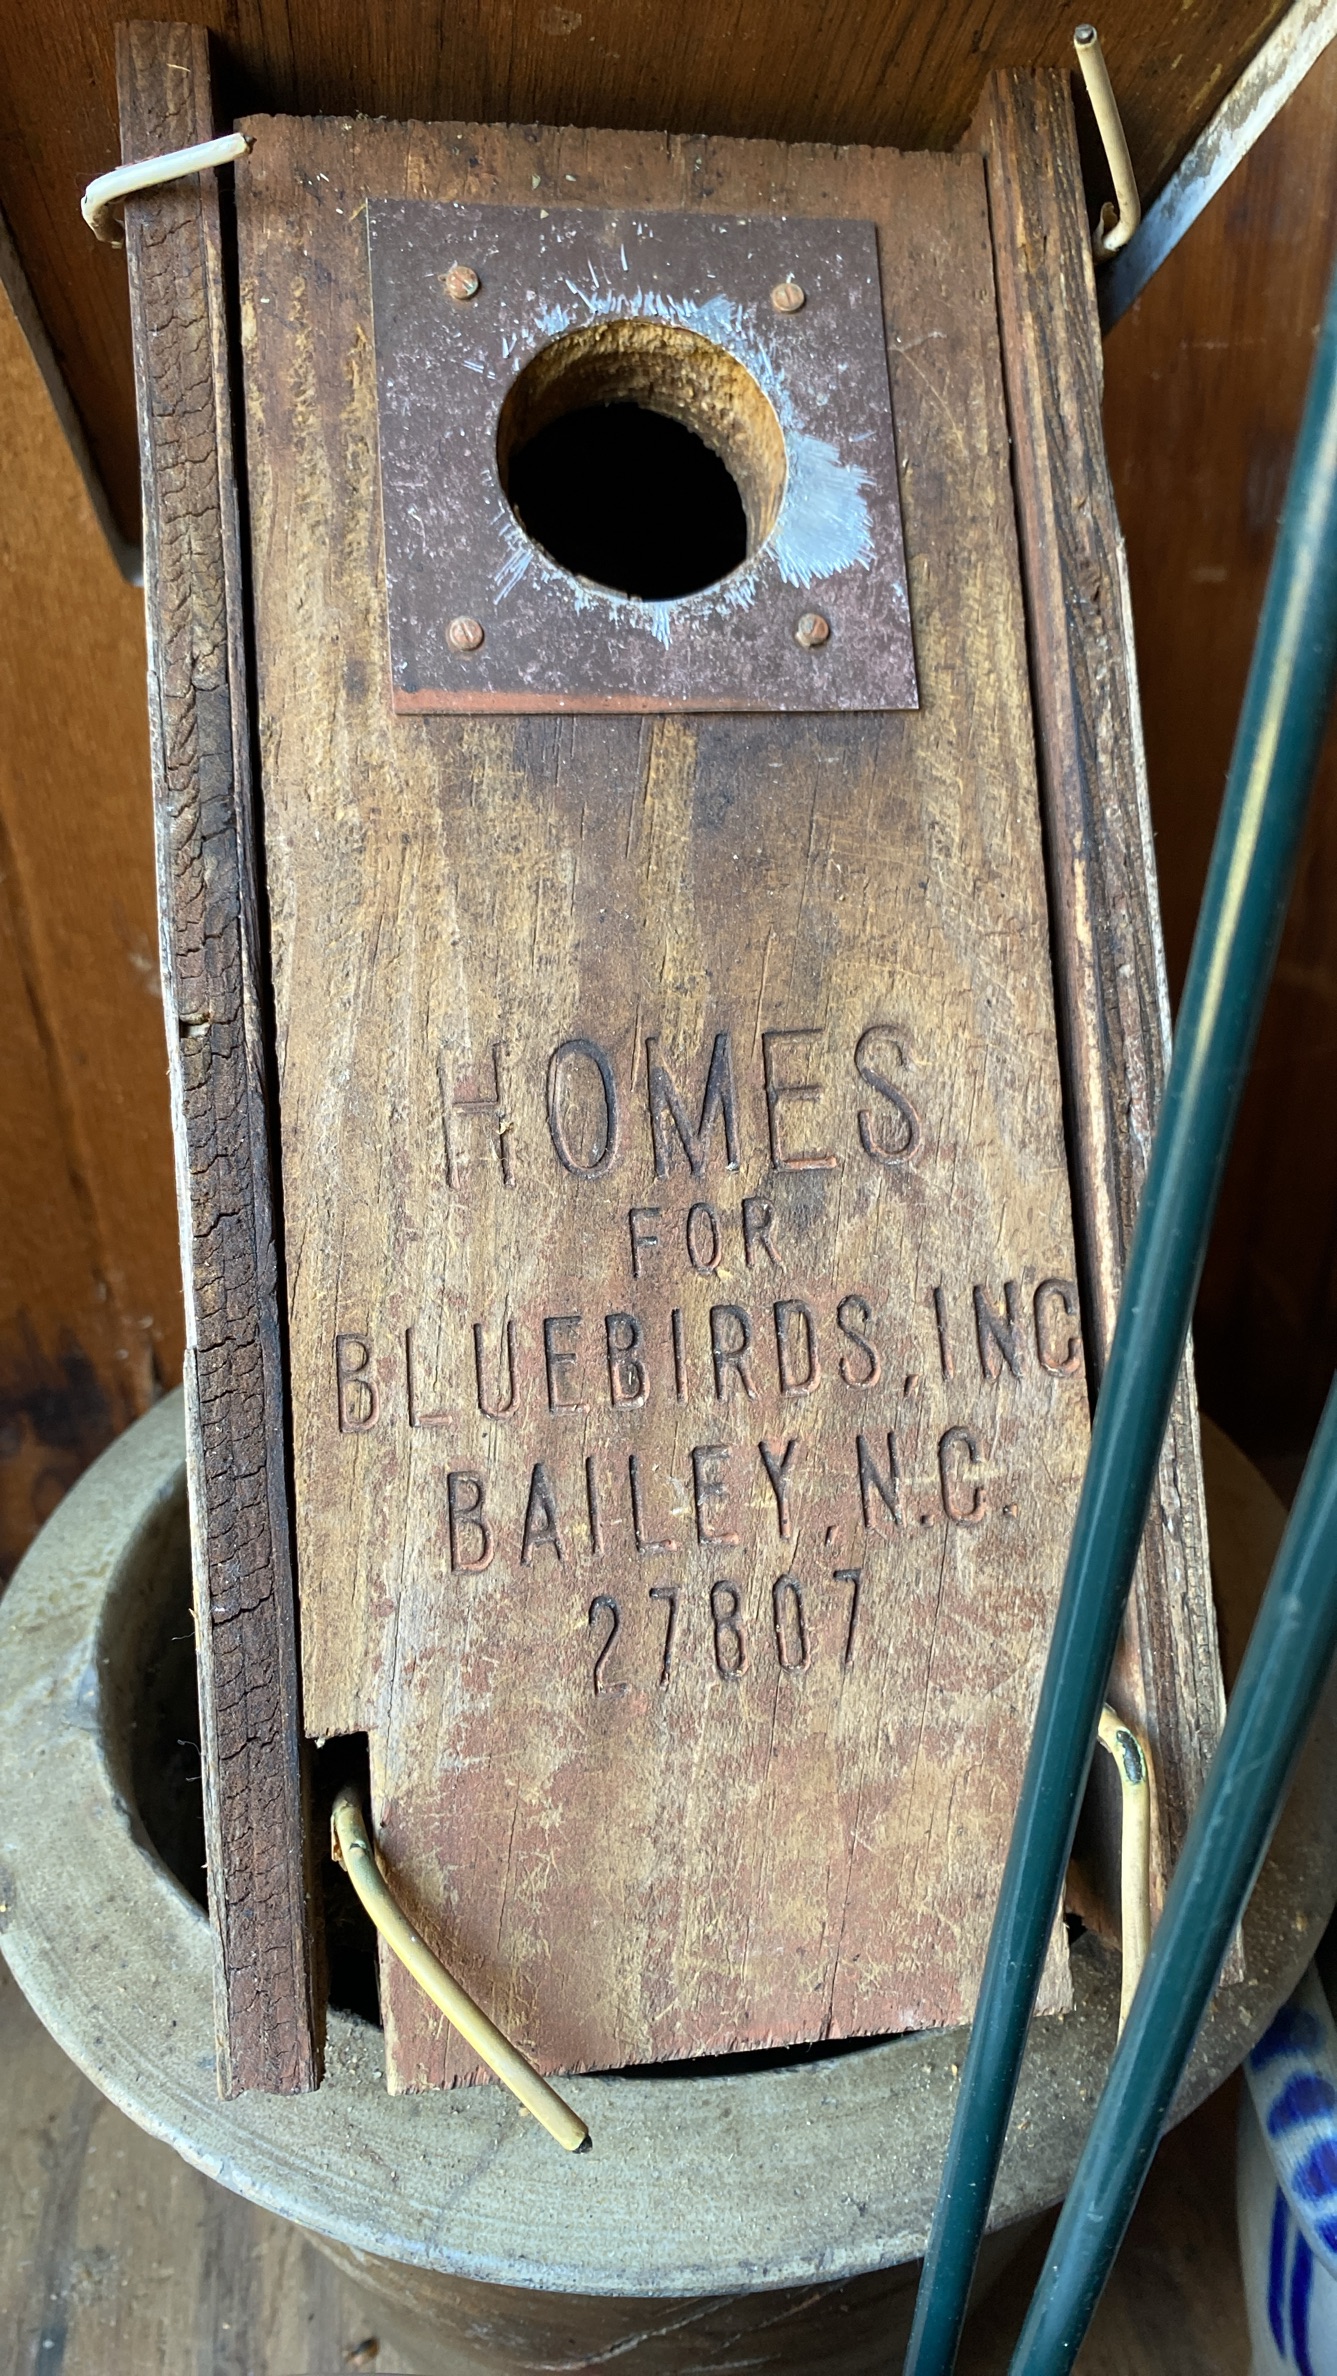 HOMES
FOR
BLUEBIRDS, INC
BAILEY, N.C.
27807